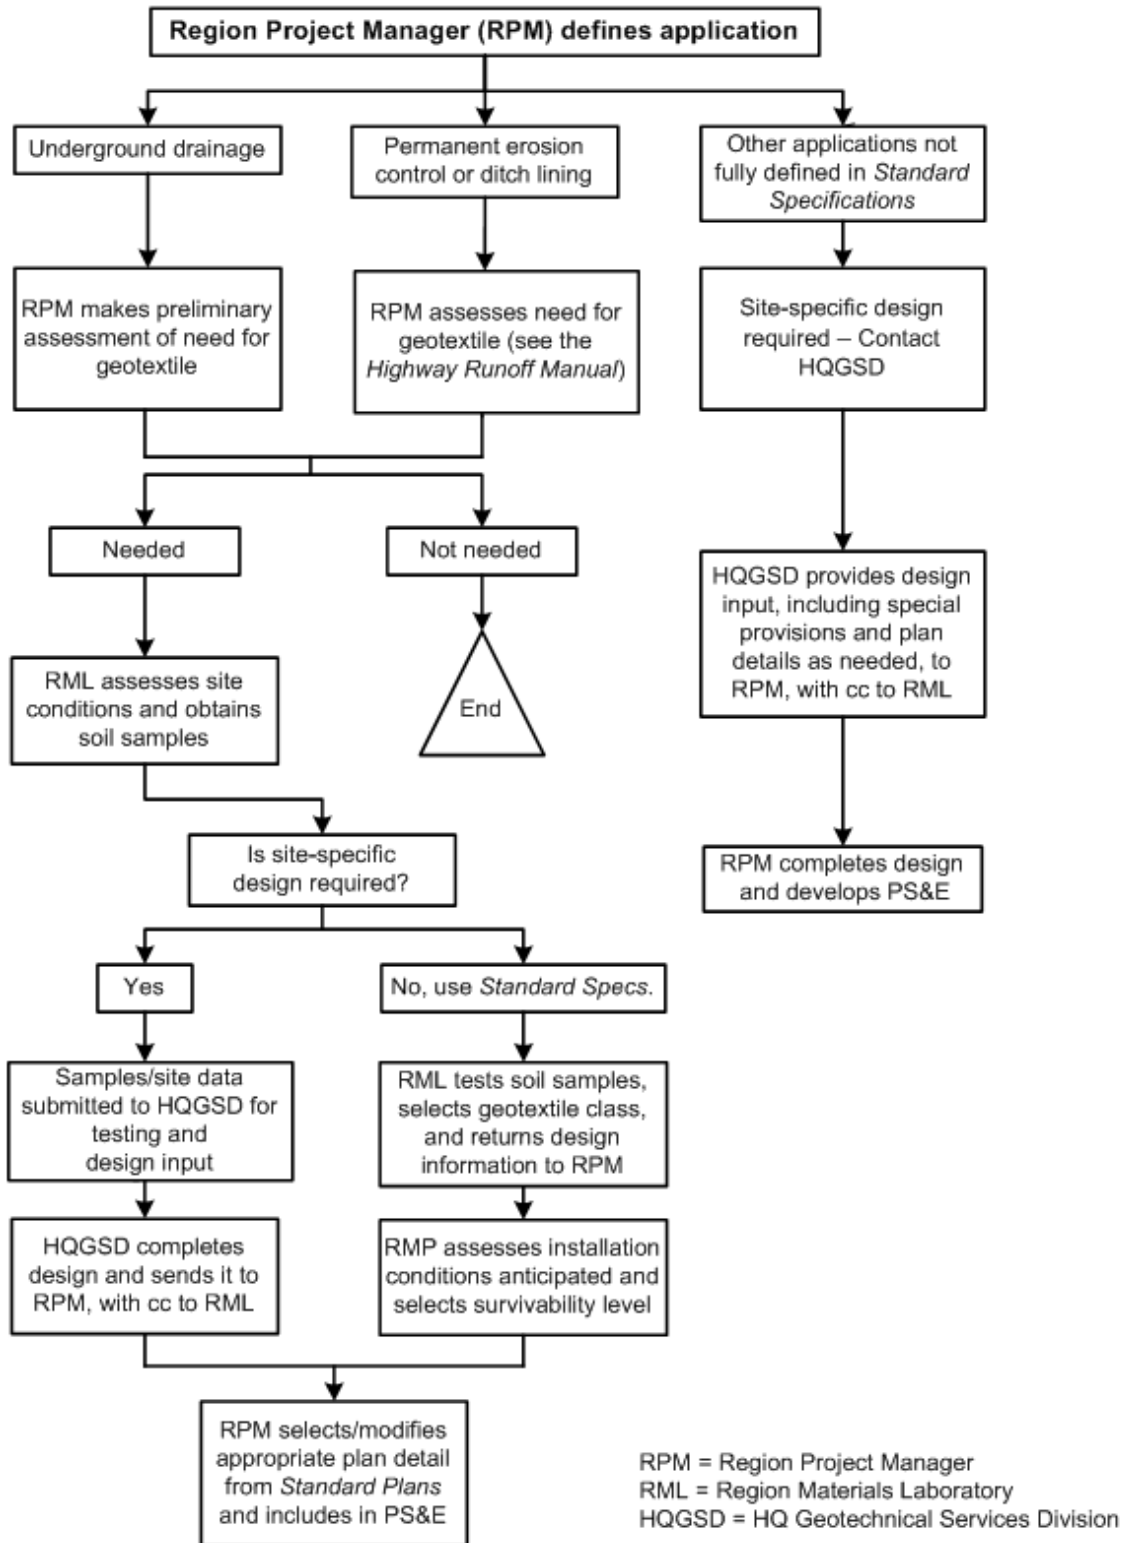 Region Project Manager (RPM) defines application
Underground drainage
Permanent erosion
control or ditch lining
Other applications not
fully defined in Standard
Specifications
RPM makes preliminary
assessment of need for
geotextile
RPM assesses need for
geotextile (see the
Highway Runoff Manual)
Site-specific design
required – Contact
HQGSD
Needed
Not needed
HQGSD provides design
input, including special
provisions and plan
details as needed, to
RPM, with cc to RML
RML assesses site
conditions and obtains
soil samples
End
Is site-specific
design required?
RPM completes design
and develops PS&E
Yes
No, use Standard Specs.
Samples/site data
submitted to HQGSD for
testing and
design input
RML tests soil samples,
selects geotextile class,
and returns design
information to RPM
HQGSD completes
design and sends it to
RPM, with cc to RML
RMP assesses installation
conditions anticipated and
selects survivability level
RPM selects/modifies
appropriate plan detail
from Standard Plans
and includes in PS&E
RPM = Region Project Manager
RML = Region Materials Laboratory
HQGSD = HQ Geotechnical Services Division